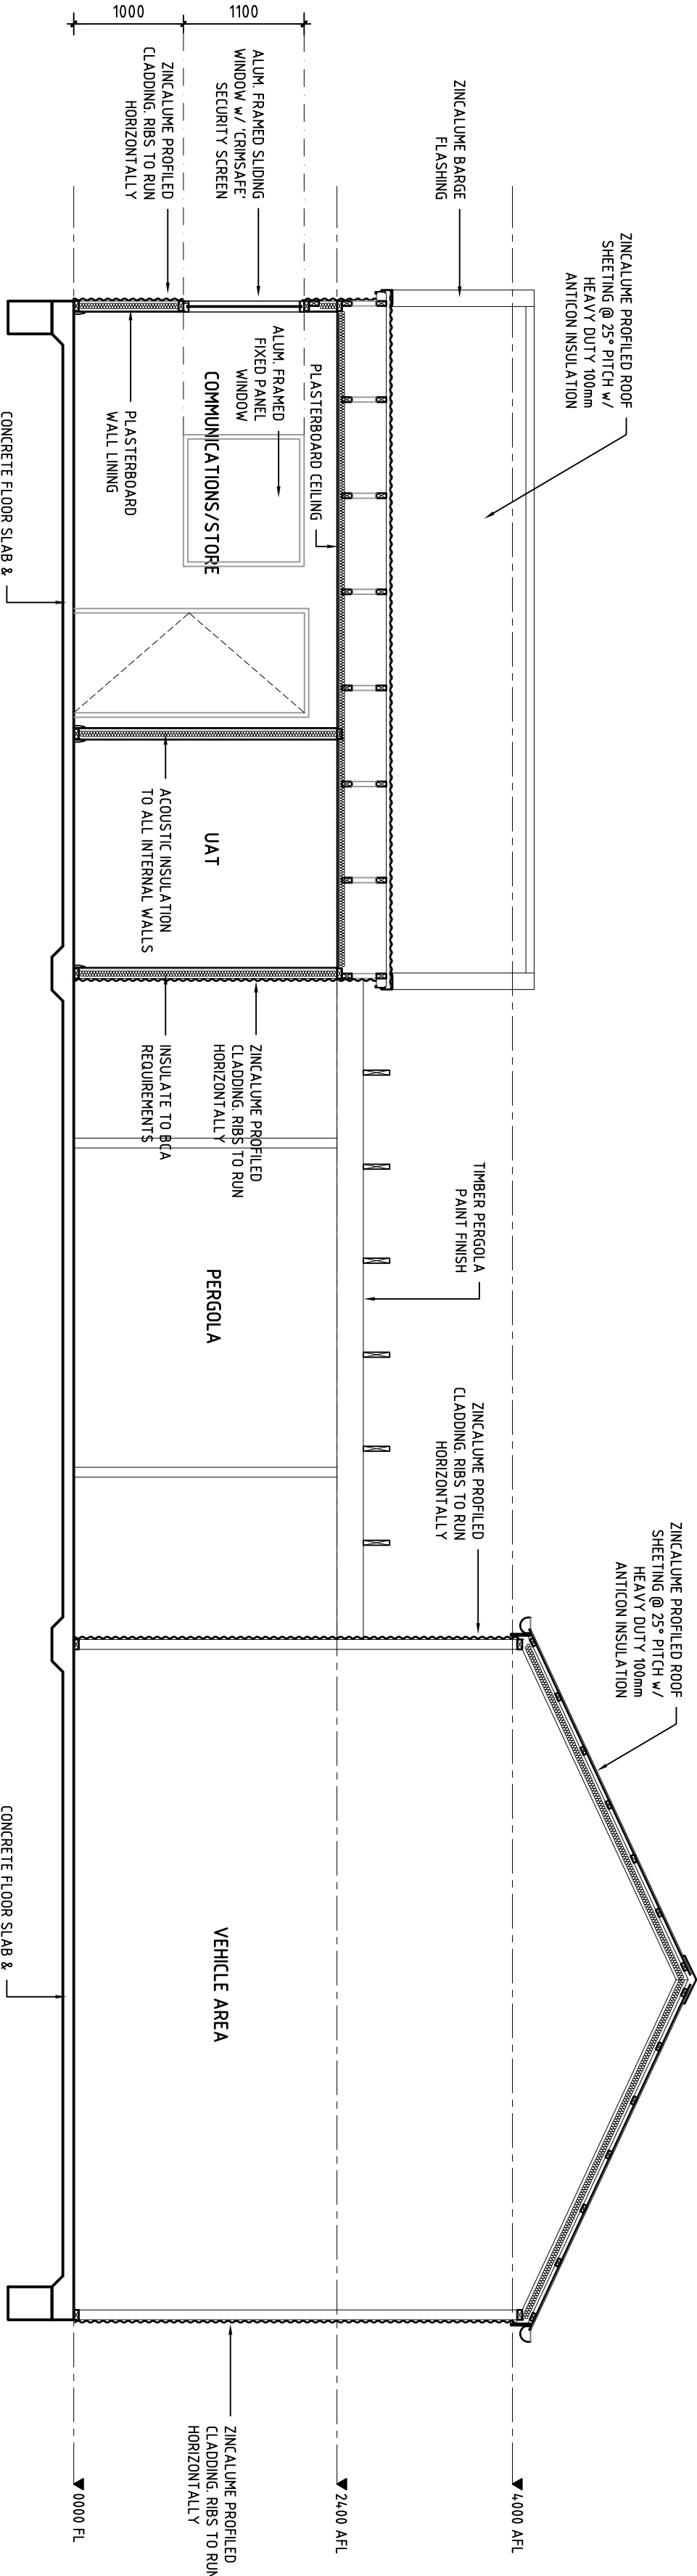 ZINCALUME PROFILED ROOF
SHEETING @ 25° PITCH w/
HEAVY DUTY 100mm
ANTICON INSULATION
ZINCALUME PROFILED ROOF
SHEETING @ 25° PITCH w/
HEAVY DUTY 100mm
ANTICON INSULATION
ZINCALUME BARGE
FLASHING
TIMBER PERGOLA
PAINT FINISH
ZINCALUME PROFILED
CLADDING. RIBS TO RUN
HORIZONTALLY
4000 AFL
ALUM. FRAMED SLIDING
WINDOW w/ 'CRIMSAFE'
SECURITY SCREEN
PLASTERBOARD CEILING
ALUM. FRAMED
FIXED PANEL
WINDOW
2400 AFL
1100
1000
COMMUNICATIONS/STORE
UAT
PERGOLA
VEHICLE AREA
ZINCALUME PROFILED
CLADDING. RIBS TO RUN
HORIZONTALLY
PLASTERBOARD
WALL LINING
ACOUSTIC INSULATION
TO ALL INTERNAL WALLS
ZINCALUME PROFILED
CLADDING. RIBS TO RUN
HORIZONTALLY
INSULATE TO BCA
REQUIREMENTS
ZINCALUME PROFILED
CLADDING. RIBS TO RUN
HORIZONTALLY
0000 FL
CONCRETE FLOOR SLAB &
CONCRETE FLOOR SLAB &